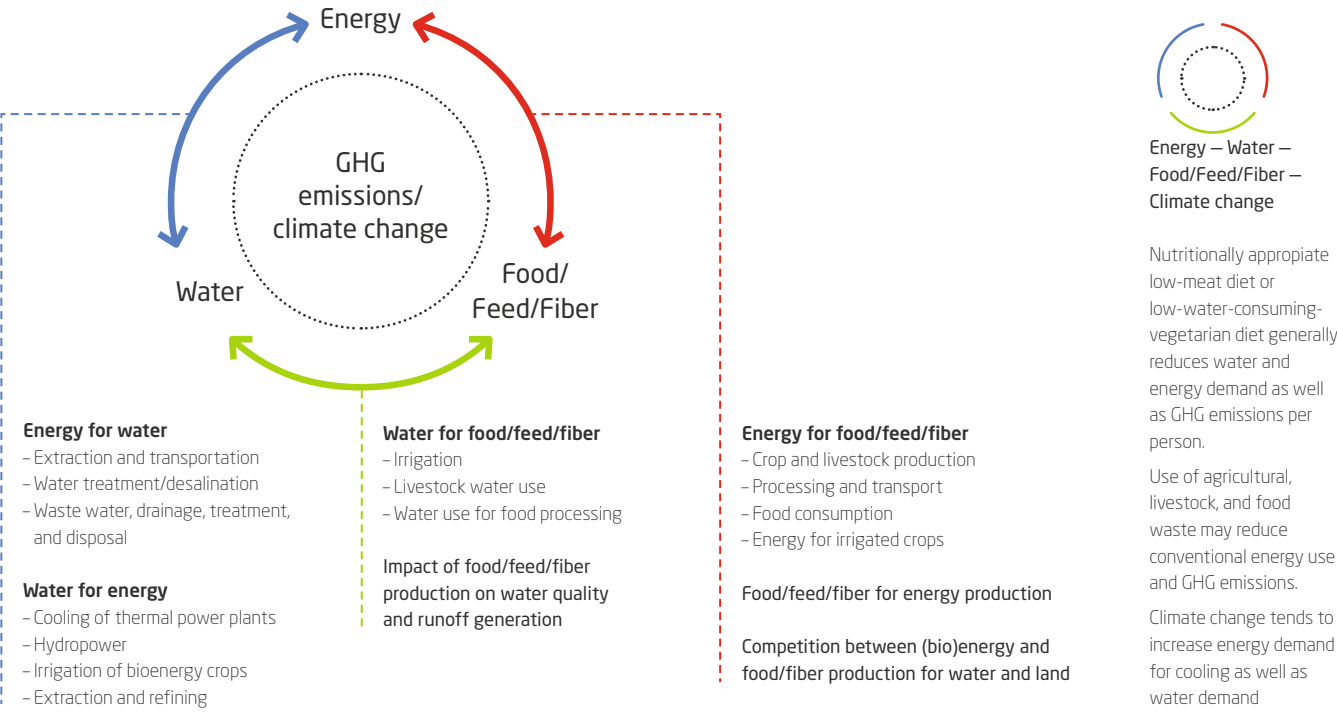 Energy
GHG
emissions/
climate change
Water
Food/
Feed/Fiber
Energy for water
– Extraction and transportation
– Water treatment/desalination
– Waste water, drainage, treatment,
and disposal
Water for energy
– Cooling of thermal power plants
– Hydropower
– Irrigation of bioenergy crops
– Extraction and refining
Water for food/feed/fiber
– Irrigation
– Livestock water use
– Water use for food processing
Impact of food/feed/fiber
production on water quality
and runoff generation
Energy for food/feed/fiber
– Crop and livestock production
– Processing and transport
– Food consumption
– Energy for irrigated crops
Food/feed/fiber for energy production
Competition between (bio)energy and
food/fiber production for water and land
Energy — Water —
Food/Feed/Fiber —
Climate change
Nutritionally appropiate
low-meat diet or
low-water-consuming-
vegetarian diet generally
reduces water and
energy demand as well
as GHG emissions per
person.
Use of agricultural,
livestock, and food
waste may reduce
conventional energy use
and GHG emissions.
Climate change tends to
increase energy demand
for cooling as well as
water demand